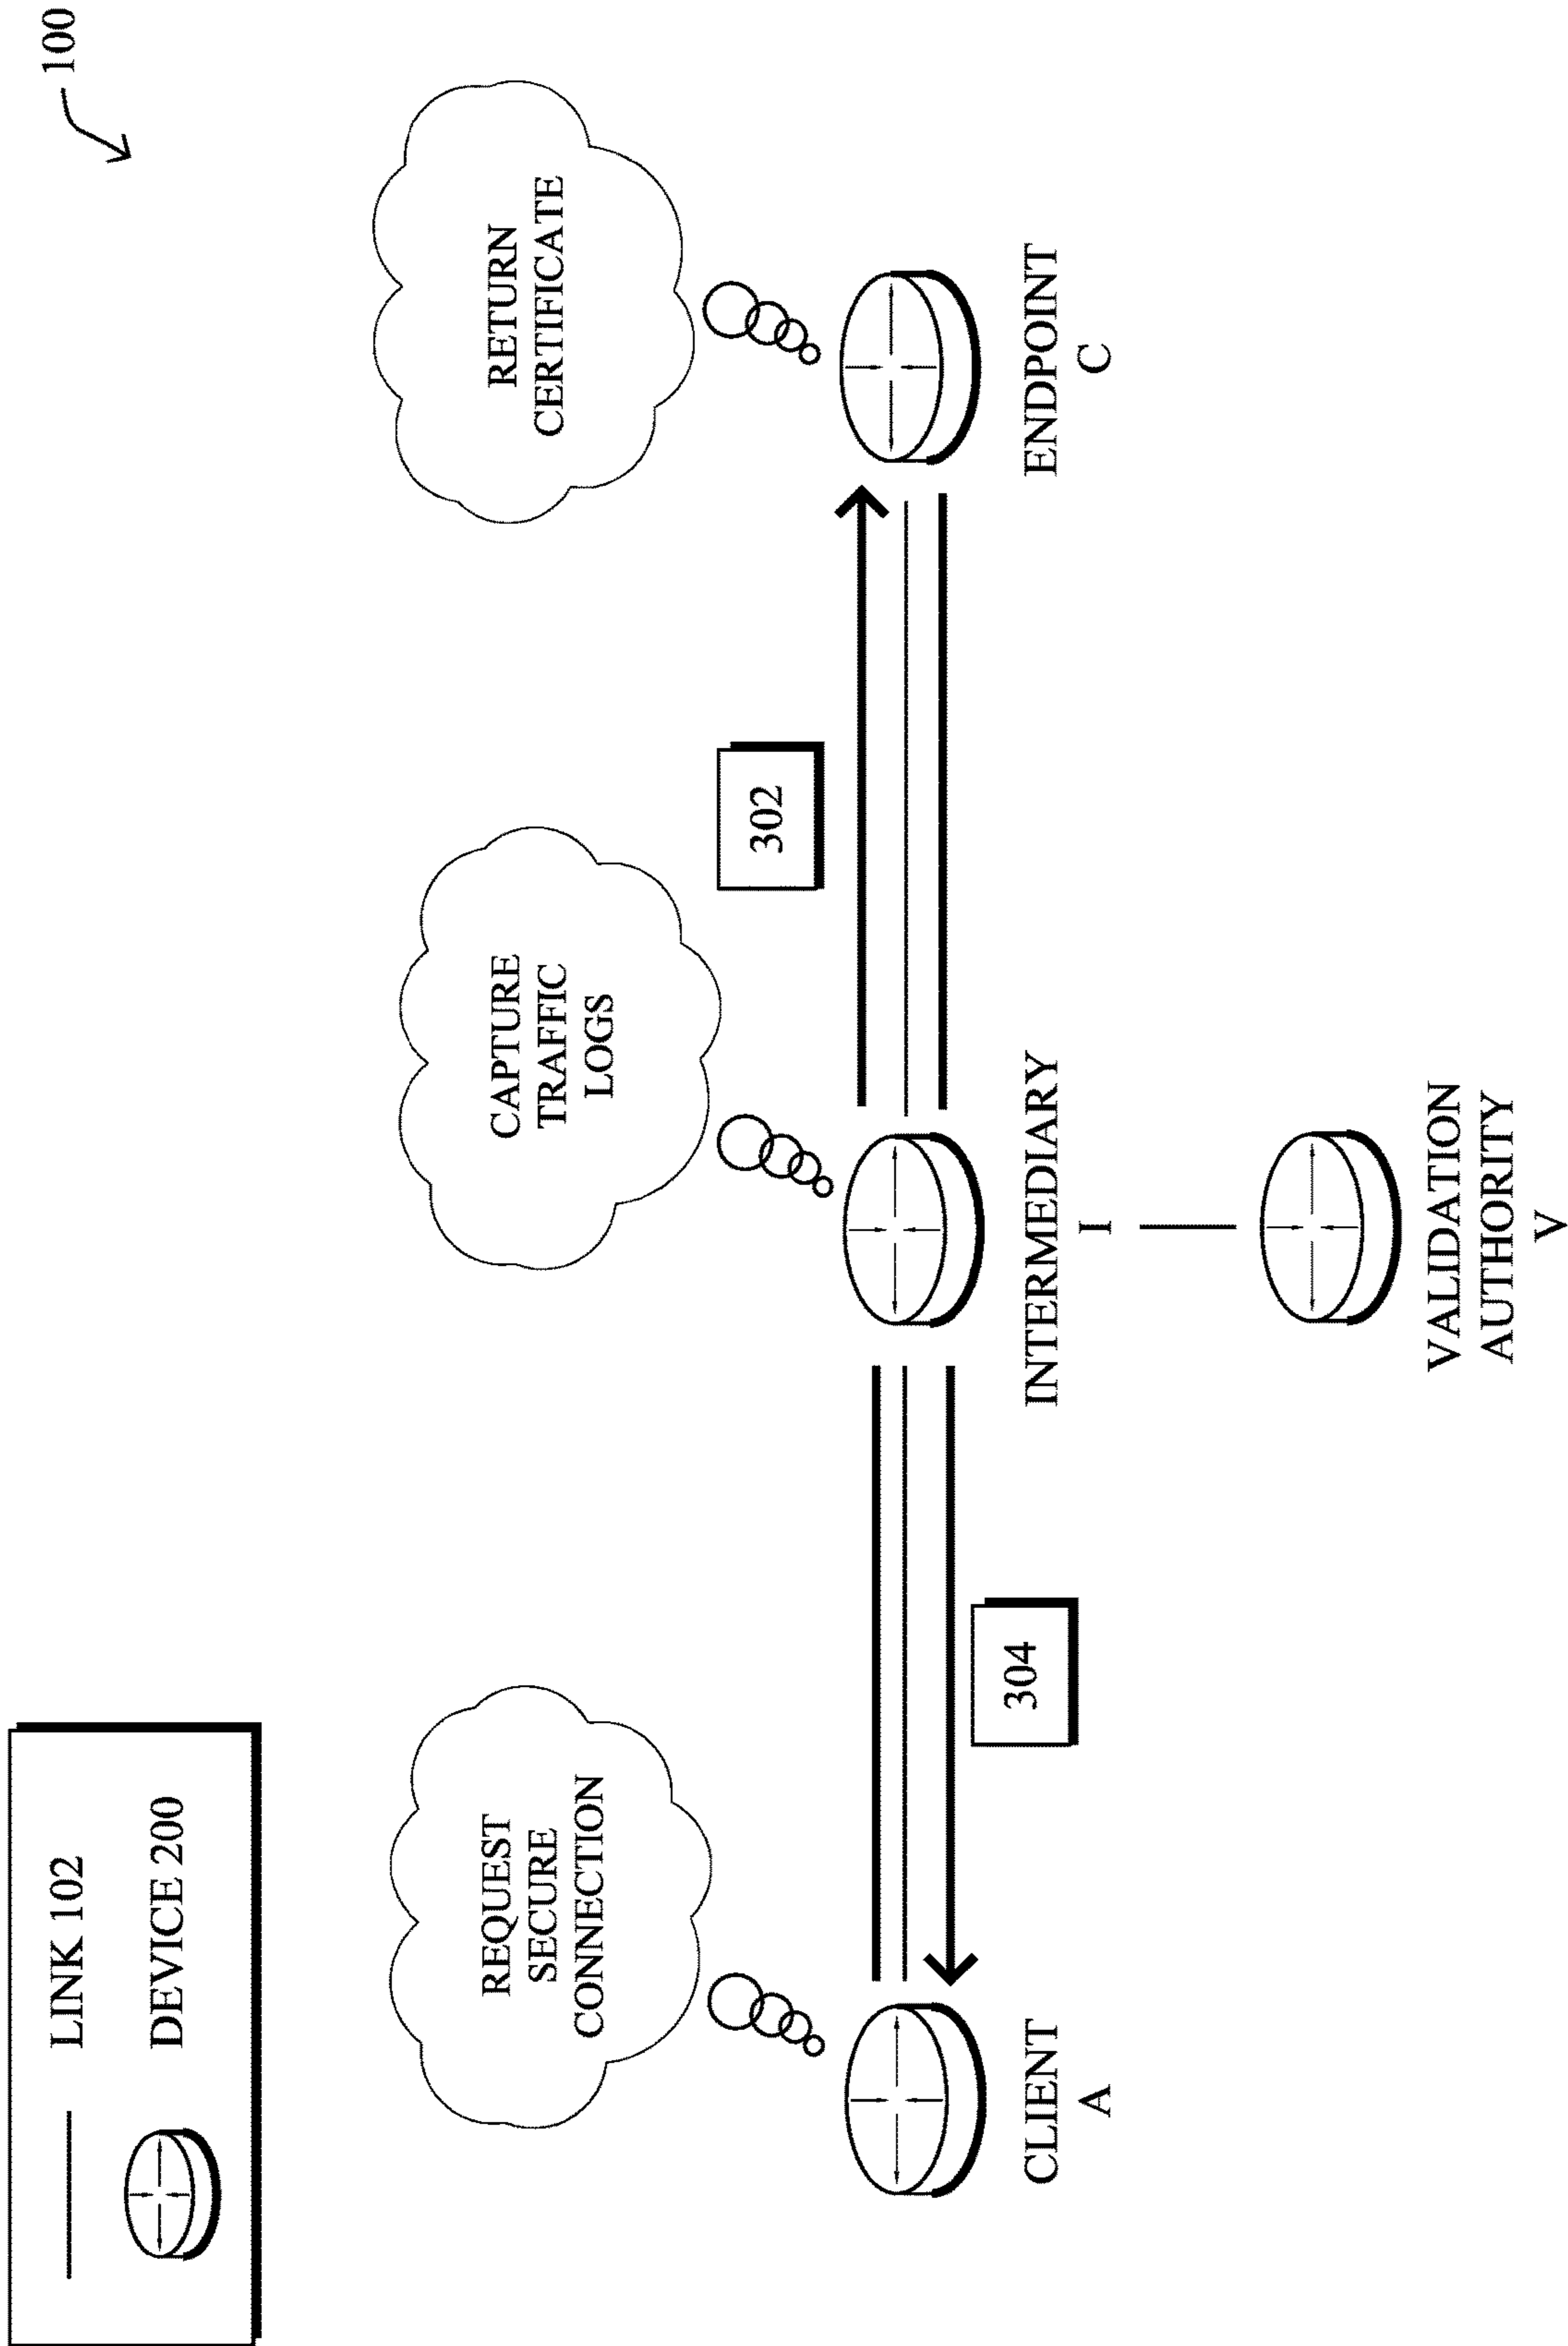 100
LINK 102
DEVICE 200
REQUEST
SECURE
CONNECTION
CAPTURE
TRAFFIC
LOGS
RETURN
CERTIFICATE
302
304
CLIENT
A
INTERMEDIARY
I
ENDPOINT
C
VALIDATION
AUTHORITY
V